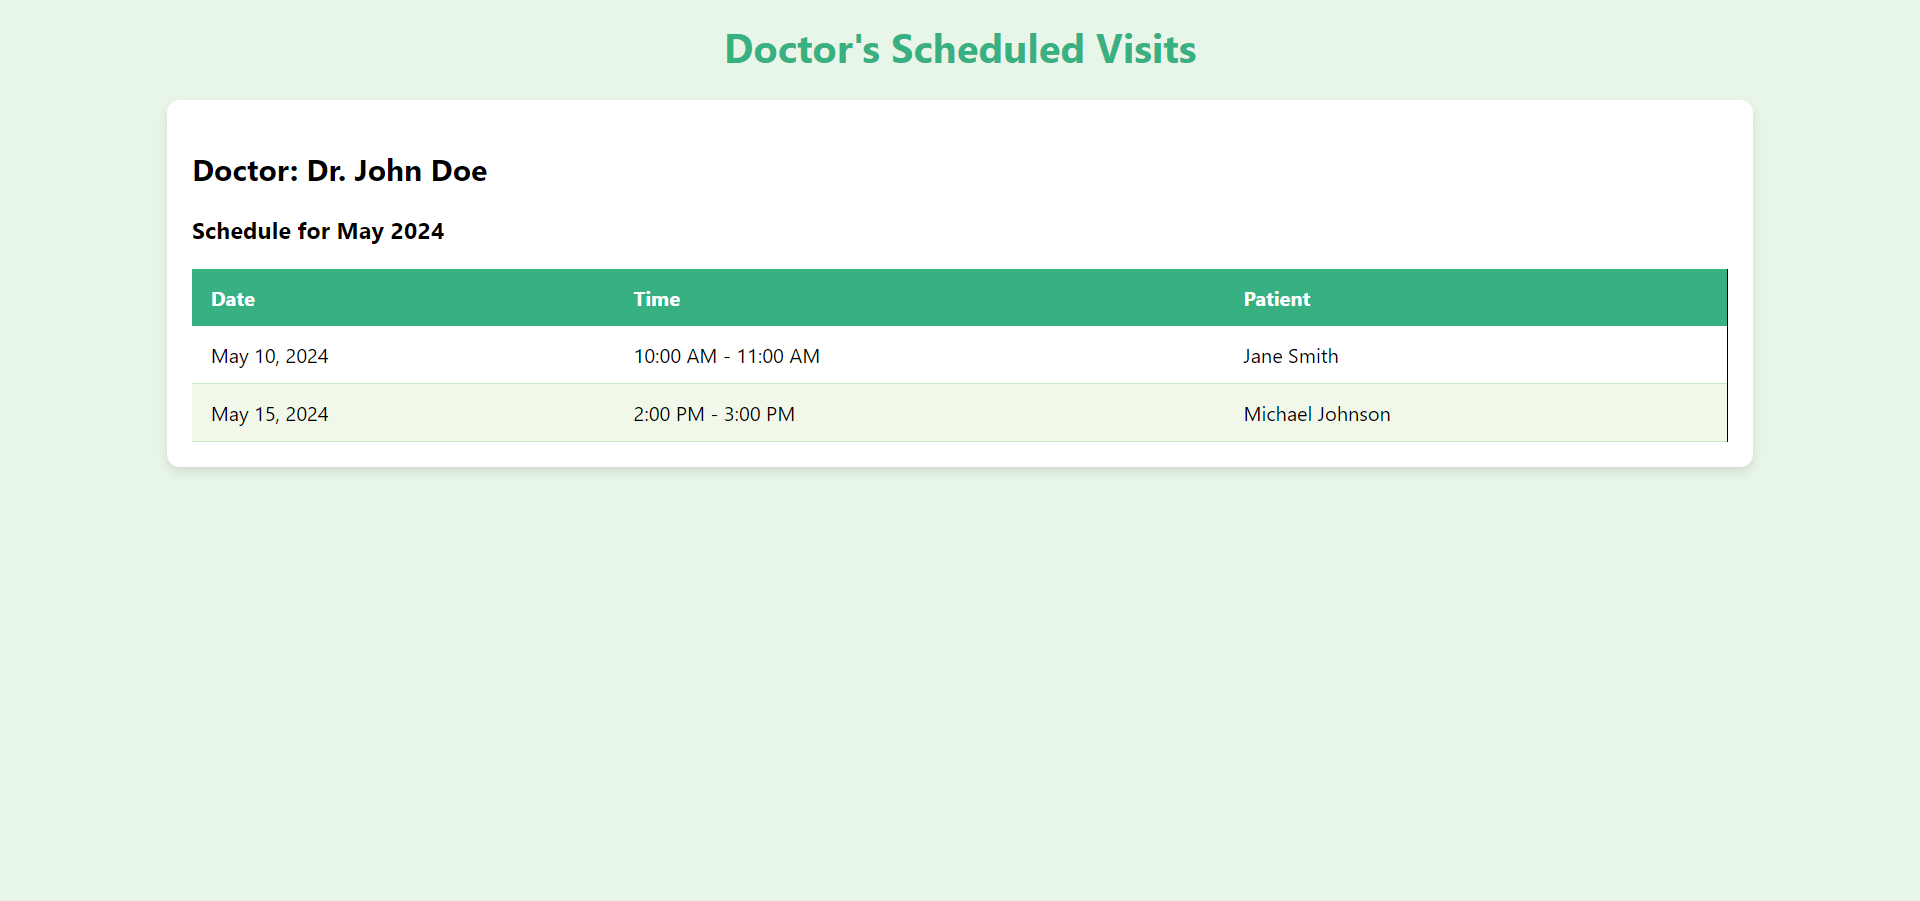 Doctor's Scheduled Visits
Doctor: Dr. John Doe
Schedule for May 2024
Date Time Patient
May 10, 2024 10:00 AM - 11:00 AM Jane Smith
May 15, 2024 2:00 PM - 3:00 PM Michael Johnson